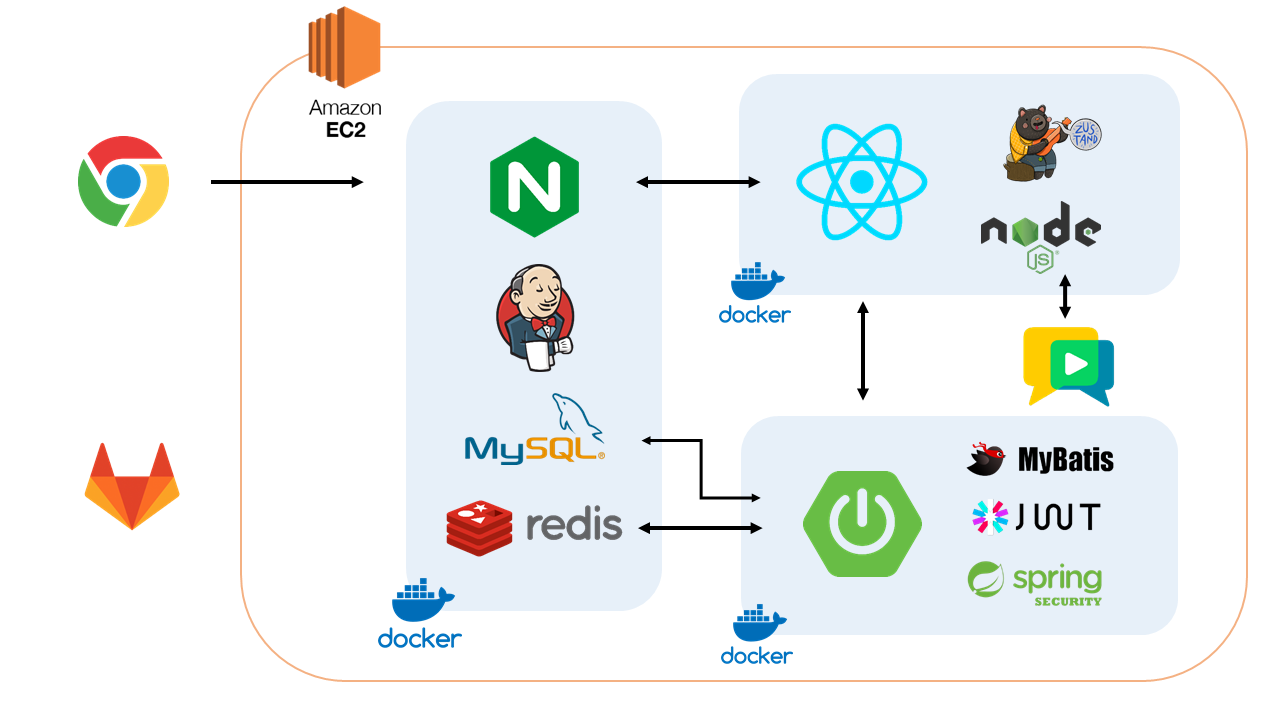 Amazon
EC2
N
ZUS
TAND
node
JS
docker
MySQL
redis
docker
MyBatis
JWT
spring
SECURITY
docker